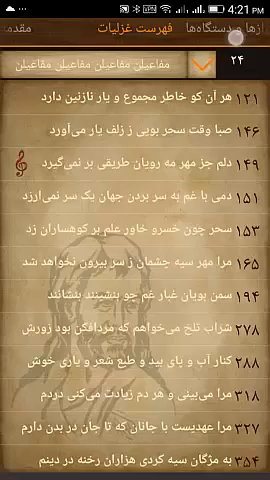 4:21 PM
ازها و دستگاه‌ها فهرست غزلیات مقدمه
۲۴ مفاعیلن مفاعیلن مفاعیلن مفاعیلن
۱۲۱ هر آن کو خاطر مجموع و یار نازنین دارد
۱۴۶ صبا وقت سحر بویی ز زلف یار می‌آورد
۱۴۹ دلم جز مهر مه رویان طریقی بر نمی‌گیرد
۱۵۱ دمی با غم به سر بردن جهان یک سر نمی‌ارزد
۱۵۳ سحر چون خسرو خاور علم بر کوهساران زد
۱۶۵ مرا مهر سیه چشمان ز سر بیرون نخواهد شد
۱۹۴ سمن بویان غبار غم چو بنشینند بنشانند
۲۷۸ شراب تلخ می‌خواهم که مردافکن بود زورش
۲۸۸ کنار آب و پای بید و طبع شعر و یاری خوش
۳۱۸ مرا می‌بینی و هر دم زیادت می‌کنی دردم
۳۲۷ مرا عهدیست با جانان که تا جان در بدن دارم
۳۵۴ به مژگان سیه کردی هزاران رخنه در دینم